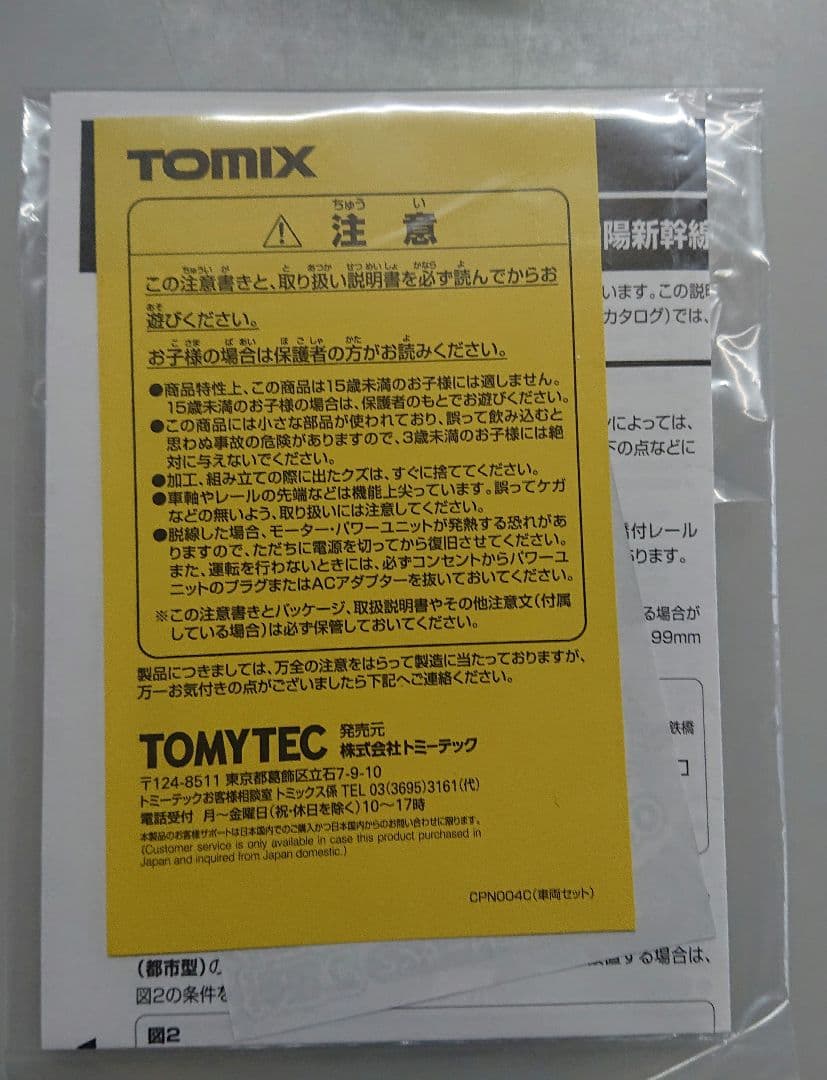 TOMIX
ちゅう い
⚠ 注意
この注意書きと、取り扱い説明書を必ず読んでからお
遊びください。
お子様の場合は保護者の方がお読みください。
●商品特性上、この商品は15歳未満のお子様には適しません。
15歳未満のお子様の場合は、保護者のもとでお遊びください。
●この商品には小さな部品が使われており、誤って飲み込むと
思わぬ事故の危険がありますので、3歳未満のお子様には絶
対に与えないでください。
●加工、組み立ての際に出たクズは、すぐに捨ててください。
●車軸やレールの先端などは機能上尖っています。誤ってケガ
などの無いよう、取り扱いには注意してください。
●脱線した場合、モーター・パワーユニットが発熱する恐れがあ
りますので、ただちに電源を切ってから復旧させてください。
また、運転を行わないときには、必ずコンセントからパワーユ
ニットのプラグまたはACアダプターを抜いておいてください。
※この注意書きとパッケージ、取扱説明書やその他注意文(付属
している場合)は必ず保管しておいてください。
製品につきましては、万全の注意をはらって製造に当たっておりますが、
万一お気付きの点がございましたら下記へご連絡ください。
TOMYTEC 発売元
株式会社トミーテック
〒124-8511 東京都葛飾区立石7-9-10
トミーテックお客様相談室 トミックス係 TEL 03(3695)3161(代)
電話受付 月~金曜日(祝・休日を除く)10~17時
本製品のお客様サポートは日本国内でのご購入かつ日本国内からのお問い合わせに限ります。
(Customer service is only available in case this product purchased in
Japan and inquired from Japan domestic.)
CPN004C(車両セット)
陽新幹線
います。この説
カタログ)では、
によっては、
下の点などに
付レール
ります。
る場合が
99mm
鉄橋
コ
する場合は、
(都市型)の
図2の条件を
図2